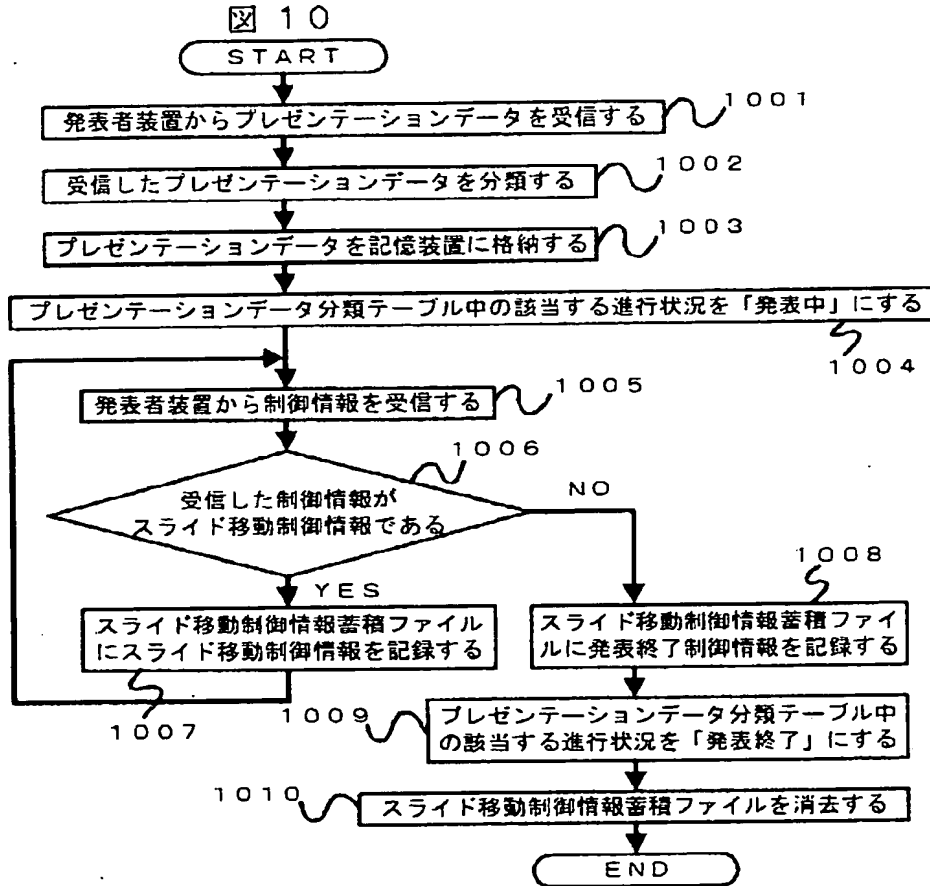 図10
START
発表者装置からプレゼンテーションデータを受信する
1001
受信したプレゼンテーションデータを分類する
1002
プレゼンテーションデータを記憶装置に格納する
1003
プレゼンテーションデータ分類テーブル中の該当する進行状況を「発表中」にする
1004
発表者装置から制御情報を受信する
1005
1006
受信した制御情報が
スライド移動制御情報である
NO
YES
1008
スライド移動制御情報蓄積ファイル
にスライド移動制御情報を記録する
1007
スライド移動制御情報蓄積ファイ
ルに発表終了制御情報を記録する
1009
プレゼンテーションデータ分類テーブル中
の該当する進行状況を「発表終了」にする
1010
スライド移動制御情報蓄積ファイルを消去する
END